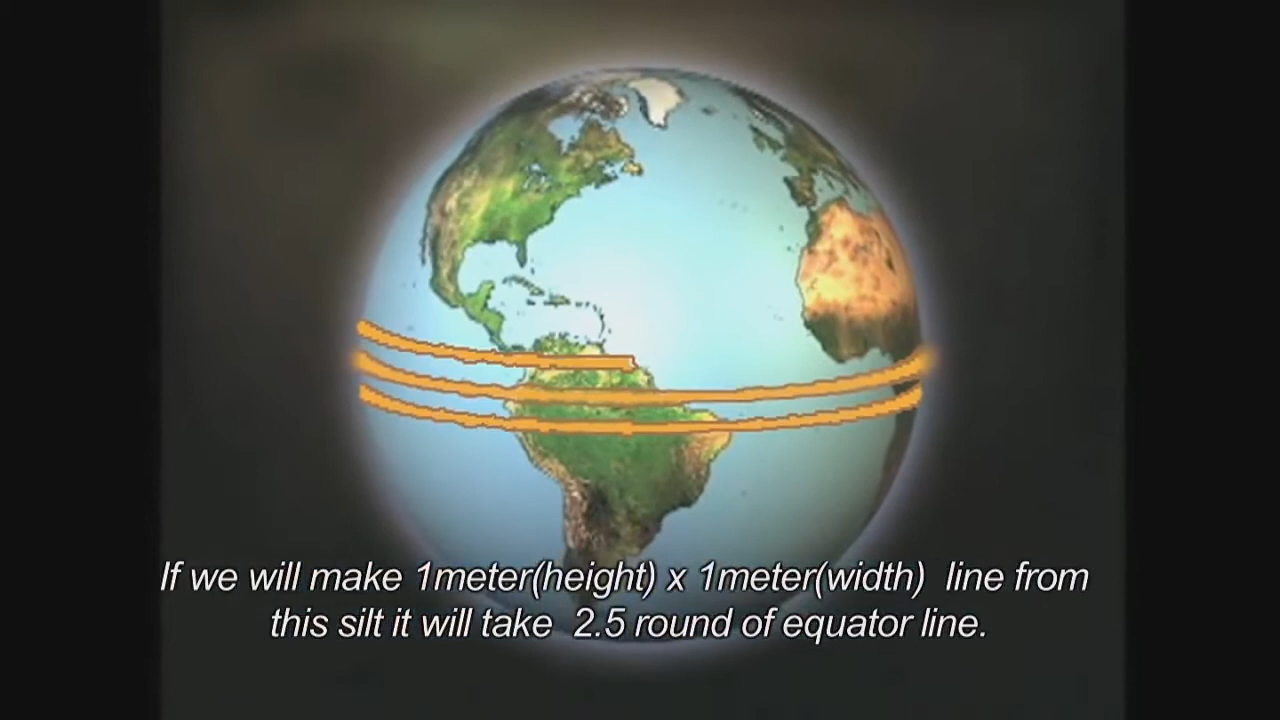 If we will make 1meter(height) x 1meter(width) line from
this silt it will take 2.5 round of equator line.